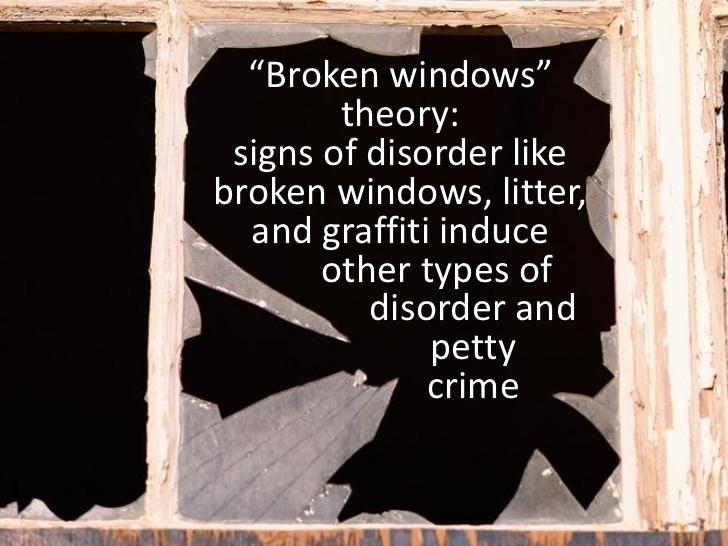 “Broken windows”
theory:
signs of disorder like
broken windows, litter,
and graffiti induce
other types of
disorder and
petty
crime